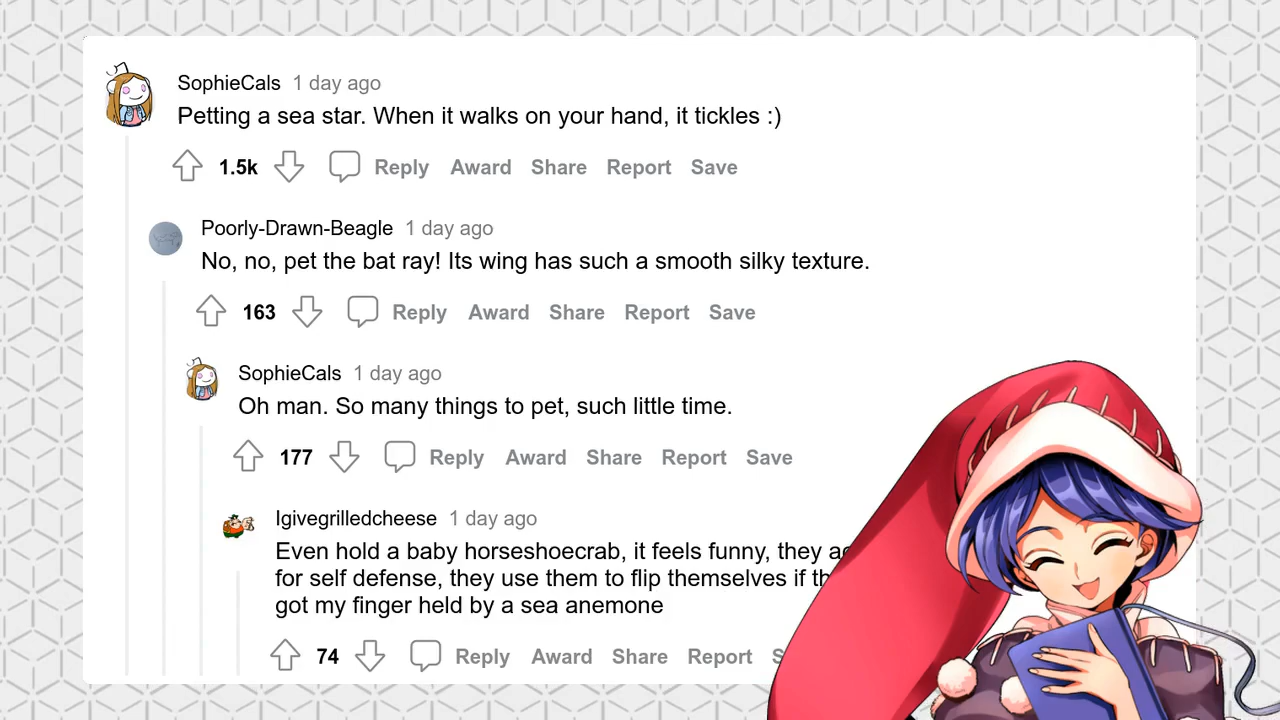 SophieCals 1 day ago
Petting a sea star. When it walks on your hand, it tickles :)
1.5k Reply Award Share Report Save
Poorly-Drawn-Beagle 1 day ago
No, no, pet the bat ray! Its wing has such a smooth silky texture.
163 Reply Award Share Report Save
SophieCals 1 day ago
Oh man. So many things to pet, such little time.
177 Reply Award Share Report Save
Igivegrilledcheese 1 day ago
Even hold a baby horseshoecrab, it feels funny, they
for self defense, they use them to flip themselves if
got my finger held by a sea anemone
74 Reply Award Share Report